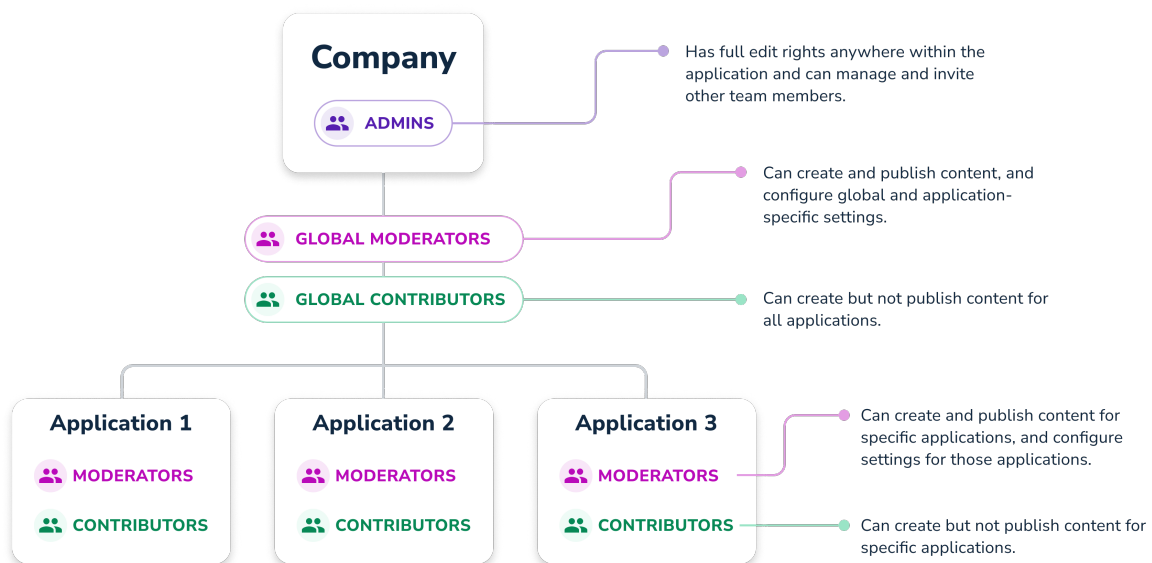 Company
ADMINS
Has full edit rights anywhere within the
application and can manage and invite
other team members.
GLOBAL MODERATORS
Can create and publish content, and
configure global and application-
specific settings.
GLOBAL CONTRIBUTORS
Can create but not publish content for
all applications.
Application 1
MODERATORS
CONTRIBUTORS
Application 2
MODERATORS
CONTRIBUTORS
Application 3
MODERATORS
CONTRIBUTORS
Can create and publish content for
specific applications, and configure
settings for those applications.
Can create but not publish content for
specific applications.